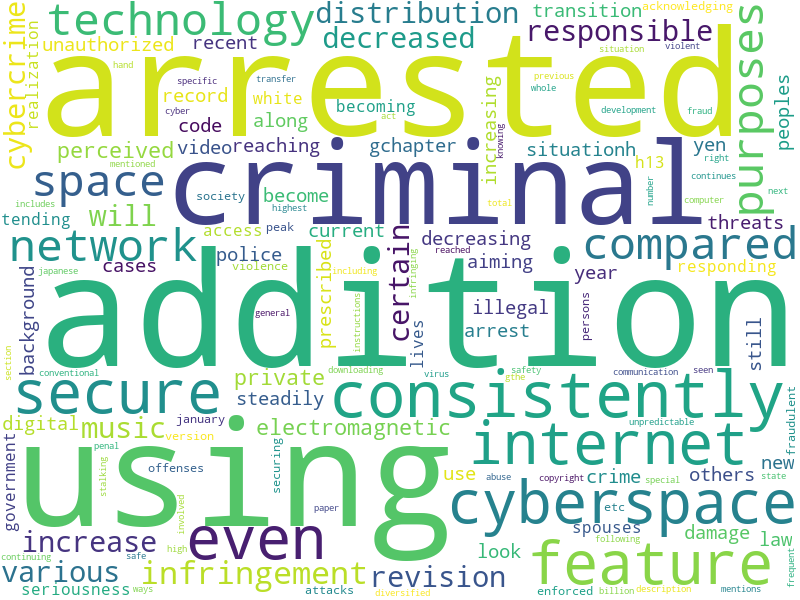 cybercrime
realization
technology
distribution
transition
acknowledging
unauthorized
recent
decreased
responsible
purposes
peoples
arrested
hand
specific
transfer
situation
violent
previous
whole
development
fraud
record
white
becoming
cyber
act
code
along
increasing
knowing
perceived
video
reaching
gchapter
situationh
yen
h13
right
mentioned
continues
computer
number
next
space
criminal
includes
society
highest
total
tending
will
become
peak
access
current
threats
network
police
prescribed
certain
decreasing
reached
compared
cases
violence
including
infringing
aiming
year
responding
japanese
background
addition
general
instructions
illegal
persons
arrest
lives
still
section
conventional
downloading
virus
communication
seen
safety
gthe
secure
private
steadily
consistently
fraudulent
digital
music
january
electromagnetic
unpredictable
government
version
penal
stalking
using
offenses
securing
internet
use
abuse
copyright
crime
special
others
new
state
paper
cyberspace
etc
spouses
damage
law
increase
involved
even
look
following
feature
frequent
continuing
safe
high
various
infringement
revision
seriousness
ways
attacks
diversified
enforced
billion
description
mentions